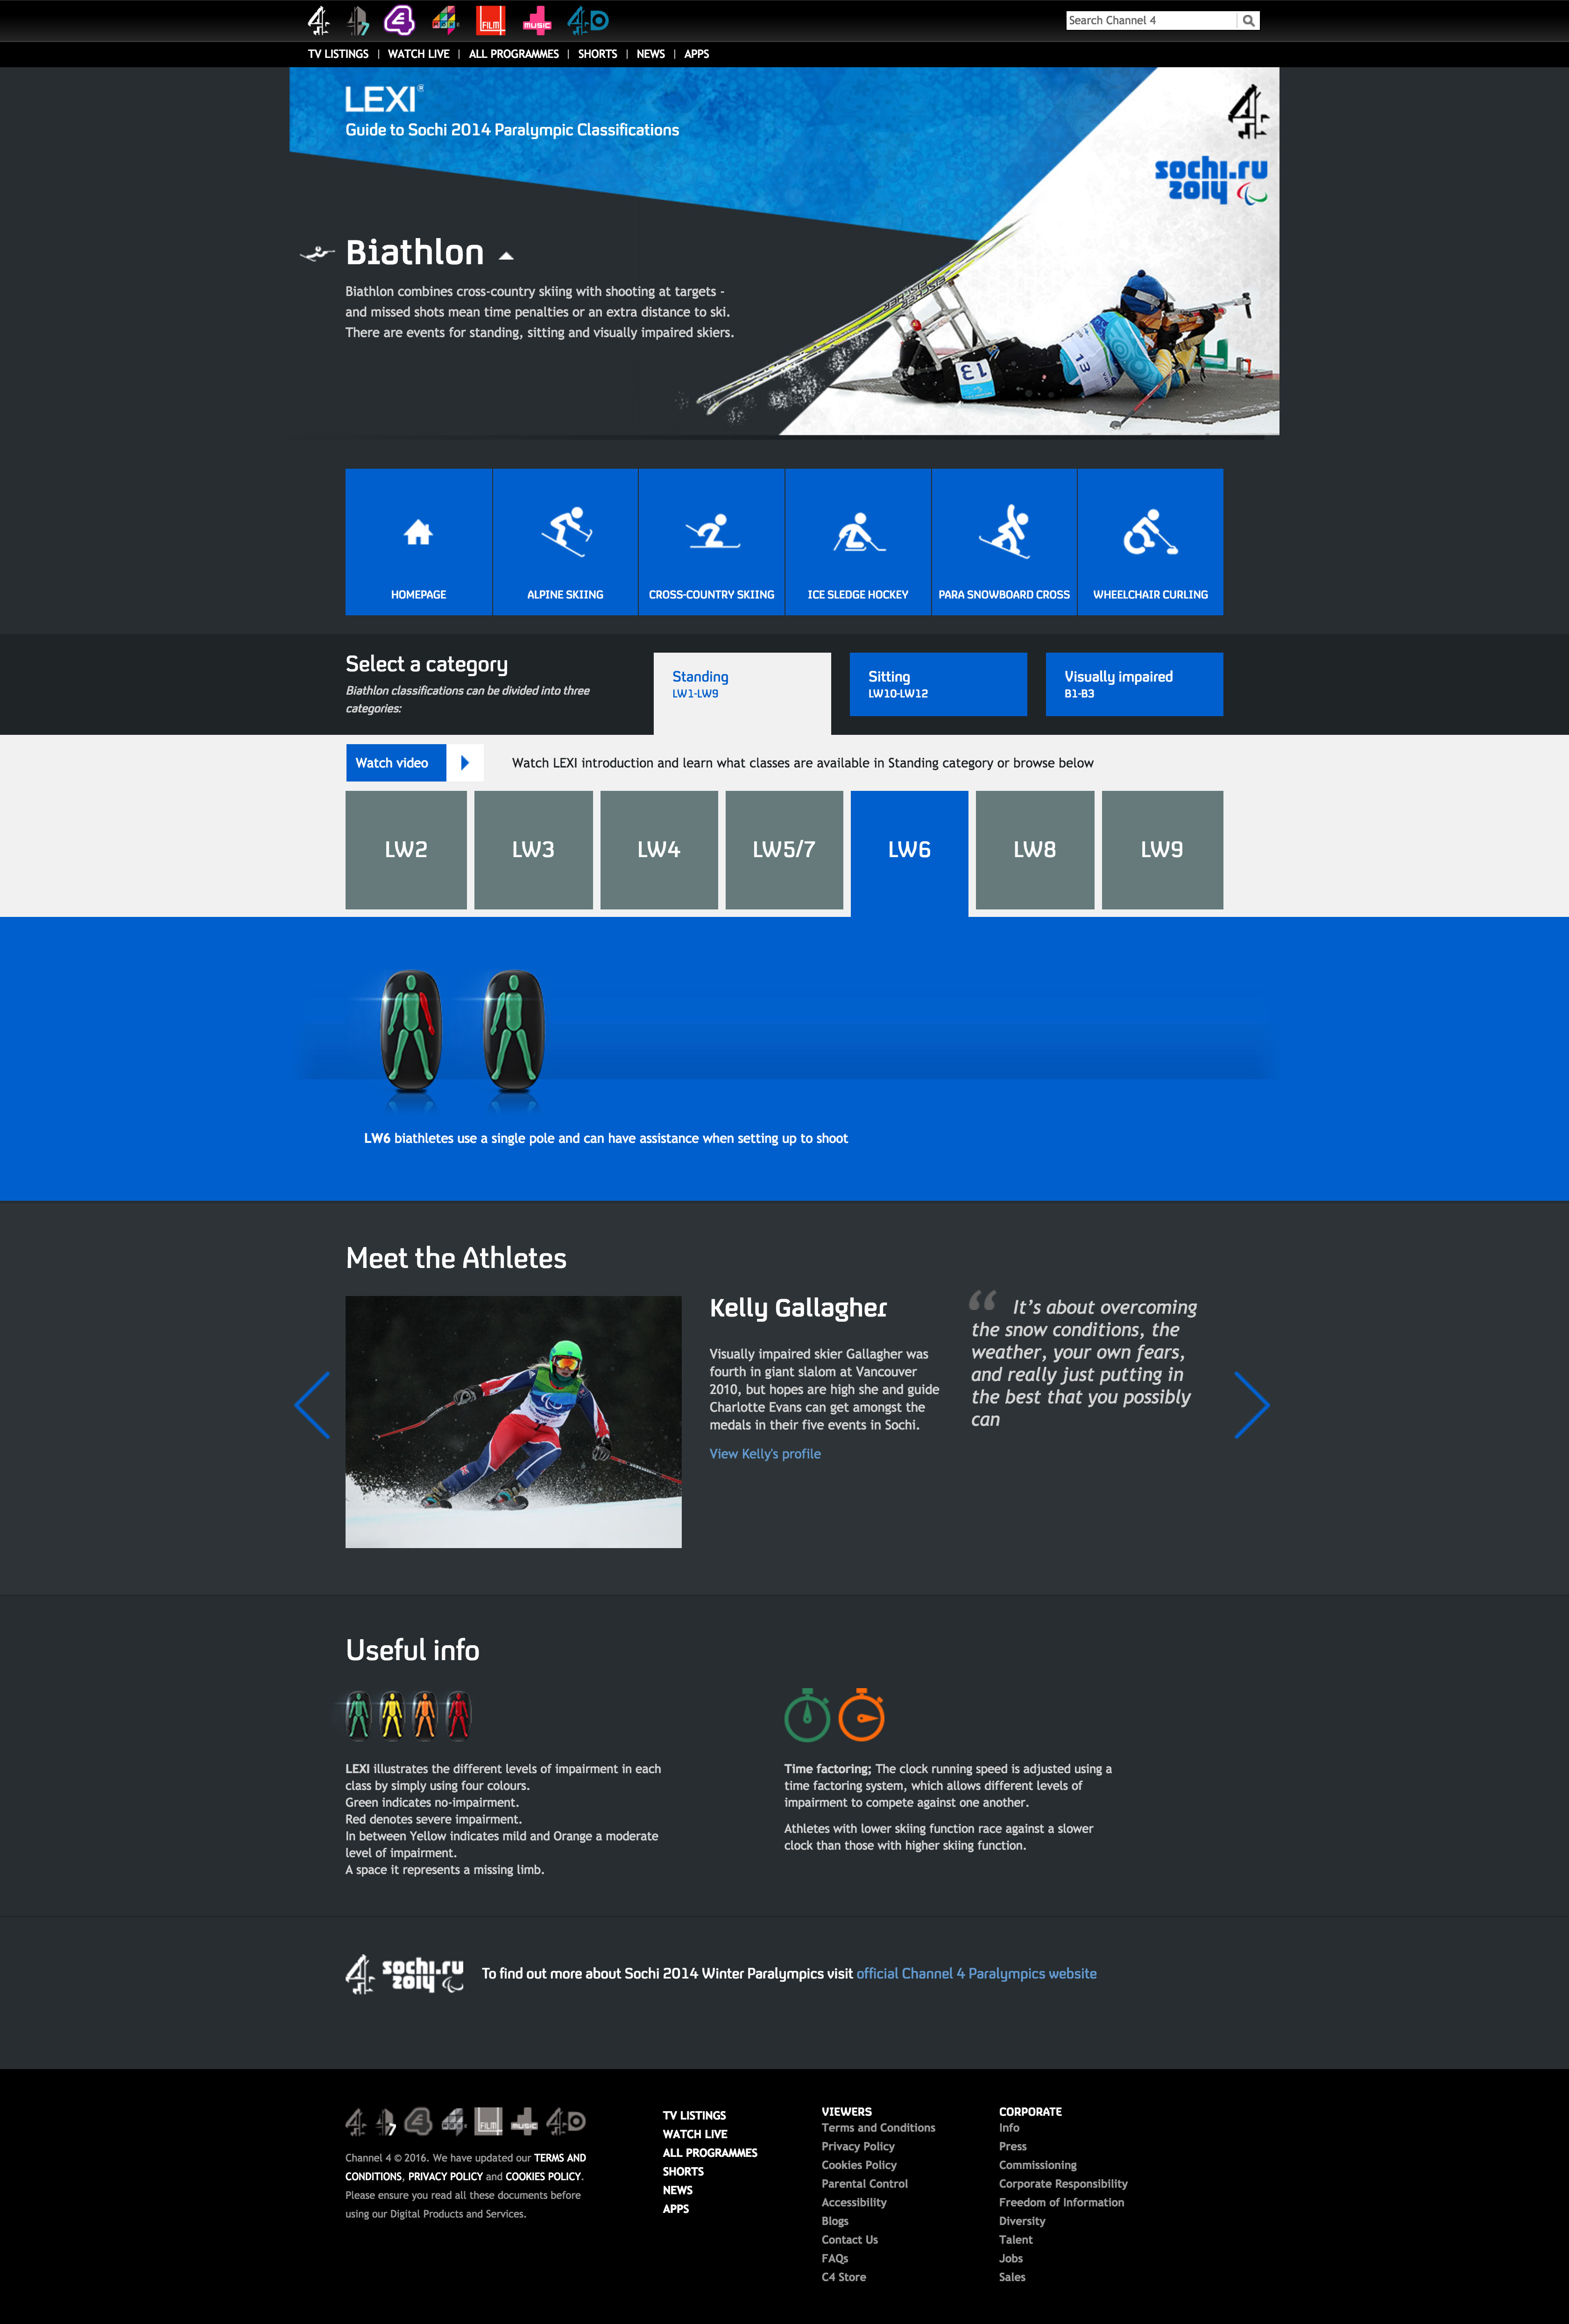 4 7 4 FILM4 MUSIC 4oD
Search Channel 4
TV LISTINGS | WATCH LIVE | ALL PROGRAMMES | SHORTS | NEWS | APPS
LEXI®
Guide to Sochi 2014 Paralympic Classifications
4
sochi.ru
2014
Biathlon
Biathlon combines cross-country skiing with shooting at targets -
and missed shots mean time penalties or an extra distance to ski.
There are events for standing, sitting and visually impaired skiers.
13
13
HOMEPAGE
ALPINE SKIING
CROSS-COUNTRY SKIING
ICE SLEDGE HOCKEY
PARA SNOWBOARD CROSS
WHEELCHAIR CURLING
Select a category
Biathlon classifications can be divided into three
categories:
Standing
LW1-LW9
Sitting
LW10-LW12
Visually impaired
B1-B3
Watch video
Watch LEXI introduction and learn what classes are available in Standing category or browse below
LW2
LW3
LW4
LW5/7
LW6
LW8
LW9
LW6 biathletes use a single pole and can have assistance when setting up to shoot
Meet the Athletes
Kelly Gallagher
Visually impaired skier Gallagher was
fourth in giant slalom at Vancouver
2010, but hopes are high she and guide
Charlotte Evans can get amongst the
medals in their five events in Sochi.
View Kelly's profile
“ It’s about overcoming
the snow conditions, the
weather, your own fears,
and really just putting in
the best that you possibly
can
Useful info
LEXI illustrates the different levels of impairment in each
class by simply using four colours.
Green indicates no-impairment.
Red denotes severe impairment.
In between Yellow indicates mild and Orange a moderate
level of impairment.
A space it represents a missing limb.
Time factoring; The clock running speed is adjusted using a
time factoring system, which allows different levels of
impairment to compete against one another.
Athletes with lower skiing function race against a slower
clock than those with higher skiing function.
4 sochi.ru
2014
To find out more about Sochi 2014 Winter Paralympics visit official Channel 4 Paralympics website
Channel 4 © 2016. We have updated our TERMS AND
CONDITIONS, PRIVACY POLICY and COOKIES POLICY.
Please ensure you read all these documents before
using our Digital Products and Services.
TV LISTINGS
WATCH LIVE
ALL PROGRAMMES
SHORTS
NEWS
APPS
VIEWERS
Terms and Conditions
Privacy Policy
Cookies Policy
Parental Control
Accessibility
Blogs
Contact Us
FAQs
C4 Store
CORPORATE
Info
Press
Commissioning
Corporate Responsibility
Freedom of Information
Diversity
Talent
Jobs
Sales